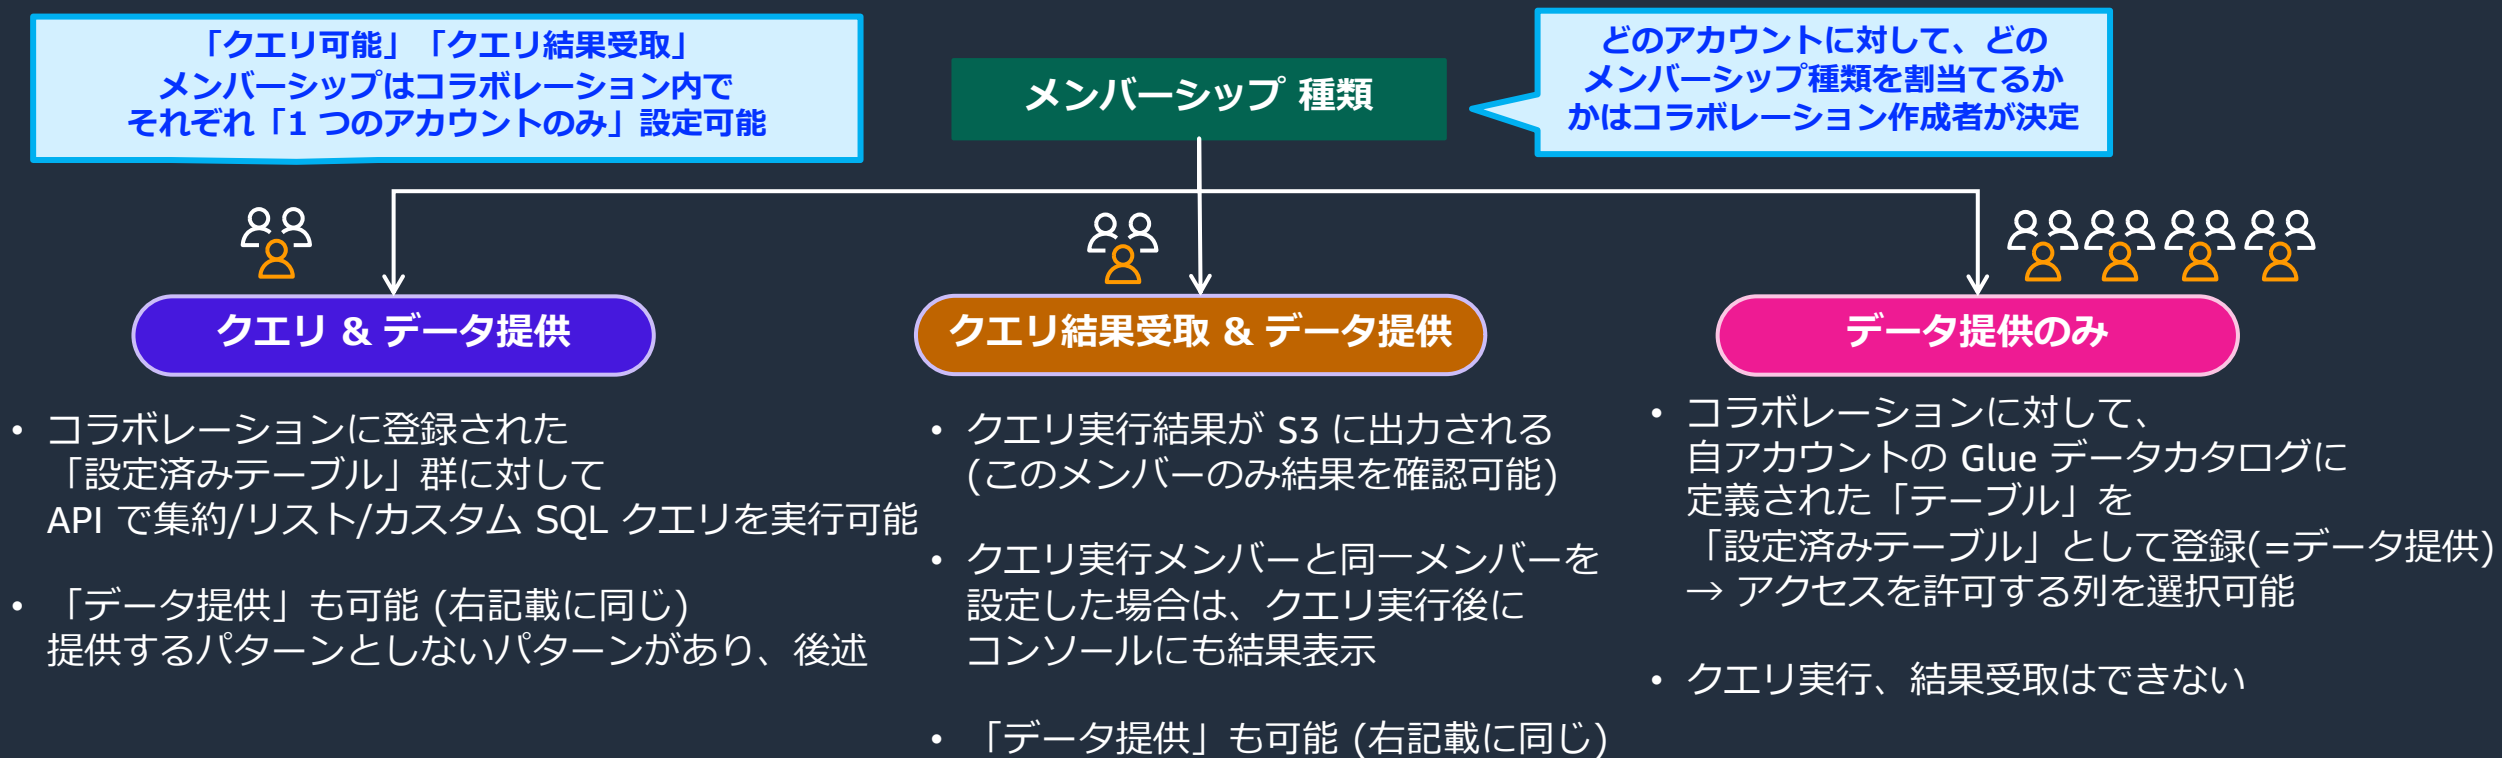 「クエリ可能」「クエリ結果受取」
メンバーシップはコラボレーション内で
それぞれ「1 つのアカウントのみ」設定可能
メンバーシップ 種類
どのアカウントに対して、どの
メンバーシップ種類を割当てるか
かはコラボレーション作成者が決定
クエリ & データ提供
• コラボレーションに登録された
「設定済みテーブル」群に対して
API で集約/リスト/カスタム SQL クエリを実行可能
• 「データ提供」も可能 (右記載に同じ)
提供するパターンとしないパターンがあり、後述
クエリ結果受取 & データ提供
• クエリ実行結果が S3 に出力される
(このメンバーのみ結果を確認可能)
• クエリ実行メンバーと同一メンバーを
設定した場合は、クエリ実行後に
コンソールにも結果表示
• 「データ提供」も可能 (右記載に同じ)
データ提供のみ
• コラボレーションに対して、
自アカウントの Glue データカタログに
定義された「テーブル」を
「設定済みテーブル」として登録(=データ提供)
→ アクセスを許可する列を選択可能
• クエリ実行、結果受取はできない